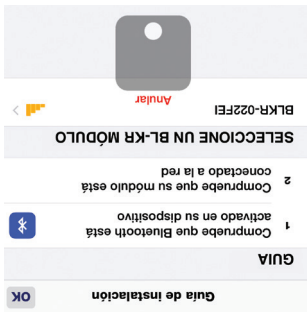 Guía de instalación
OK
GUIA
1 Compruebe que Bluetooth está
activado en su dispositivo
2 Compruebe que su módulo está
conectado a la red
SELECCIONE UN BL-KR MÓDULO
BLKR-022FEI
Anular